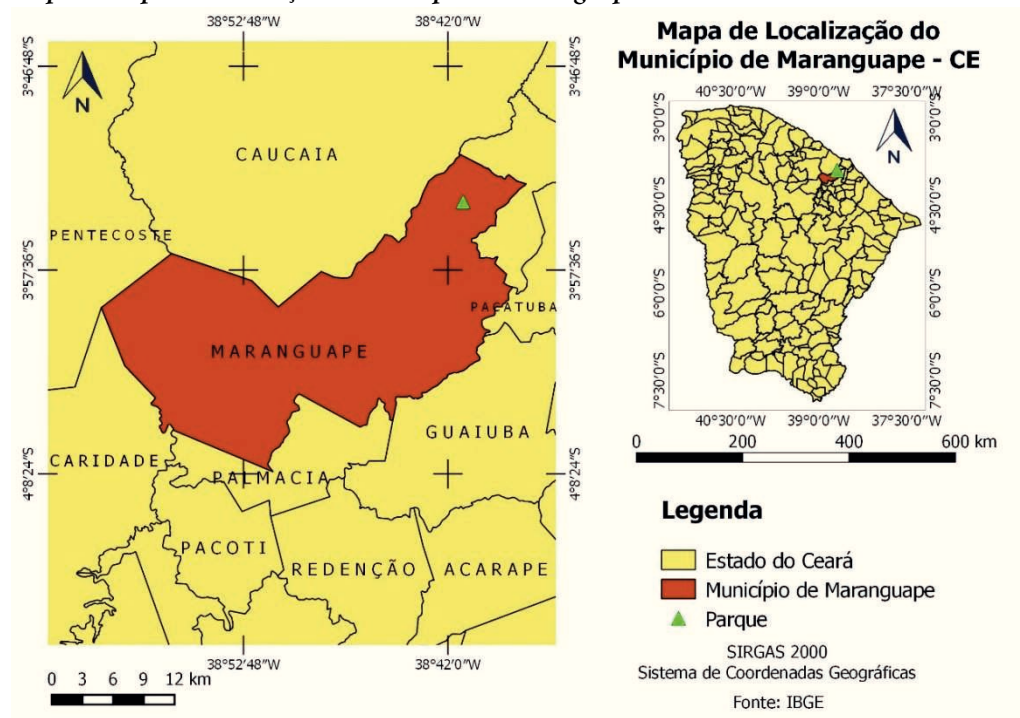 38°52′48″W 38°42′0″W
3°46′48″S
3°46′48″S
N
CAUCAIA
PENTECOSTE
3°57′36″S
3°57′36″S
PACATUBA
MARANGUAPE
GUAIUBA
CARIDADE
PALMACIA
4°8′24″S
4°8′24″S
PACOTI
REDENÇÃO
ACARAPE
38°52′48″W 38°42′0″W
0 3 6 9 12 km
Mapa de Localização do
Município de Maranguape - CE
40°30′0″W 39°0′0″W 37°30′0″W
3°0′0″S
3°0′0″S
N
4°30′0″S
4°30′0″S
6°0′0″S
6°0′0″S
7°30′0″S
7°30′0″S
40°30′0″W 39°0′0″W 37°30′0″W
0 200 400 600 km
Legenda
Estado do Ceará
Município de Maranguape
Parque
SIRGAS 2000
Sistema de Coordenadas Geográficas
Fonte: IBGE